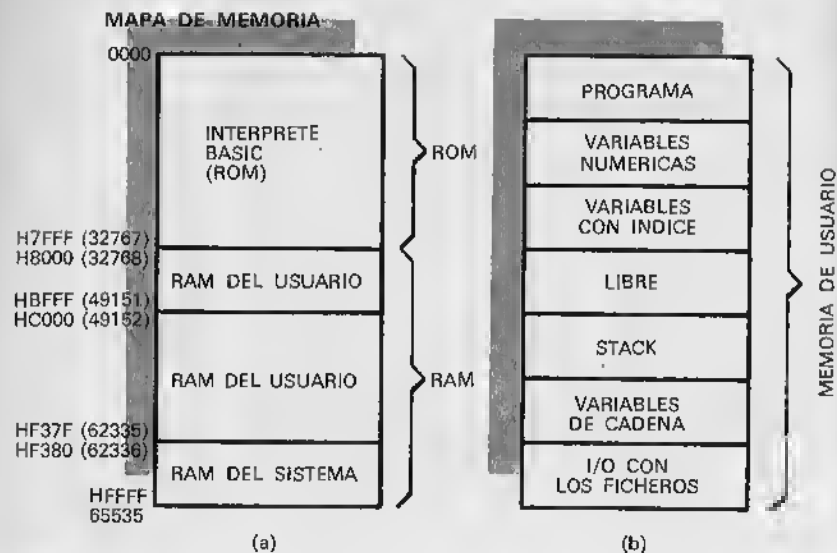 MAPA DE MEMORIA
0000
INTERPRETE
BASIC
(ROM)
ROM
H7FFF (32767)
H8000 (32768)
RAM DEL USUARIO
HBFFF (49151)
HC000 (49152)
RAM DEL USUARIO
RAM
HF37F (62335)
HF380 (62336)
RAM DEL SISTEMA
HFFFF
65535
(a)
PROGRAMA
VARIABLES
NUMERICAS
VARIABLES
CON INDICE
LIBRE
STACK
VARIABLES
DE CADENA
I/O CON
LOS FICHEROS
MEMORIA DE USUARIO
(b)